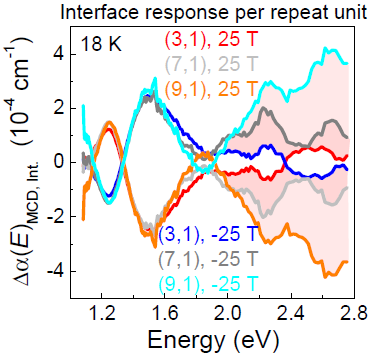 Interface response per repeat unit
18 K
(3,1), 25 T
(7,1), 25 T
(9,1), 25 T
Δα(E)MCD, Int. (10-4 cm-1)
4
2
0
-2
-4
(3,1), -25 T
(7,1), -25 T
(9,1), -25 T
1.2 1.6 2.0 2.4 2.8
Energy (eV)